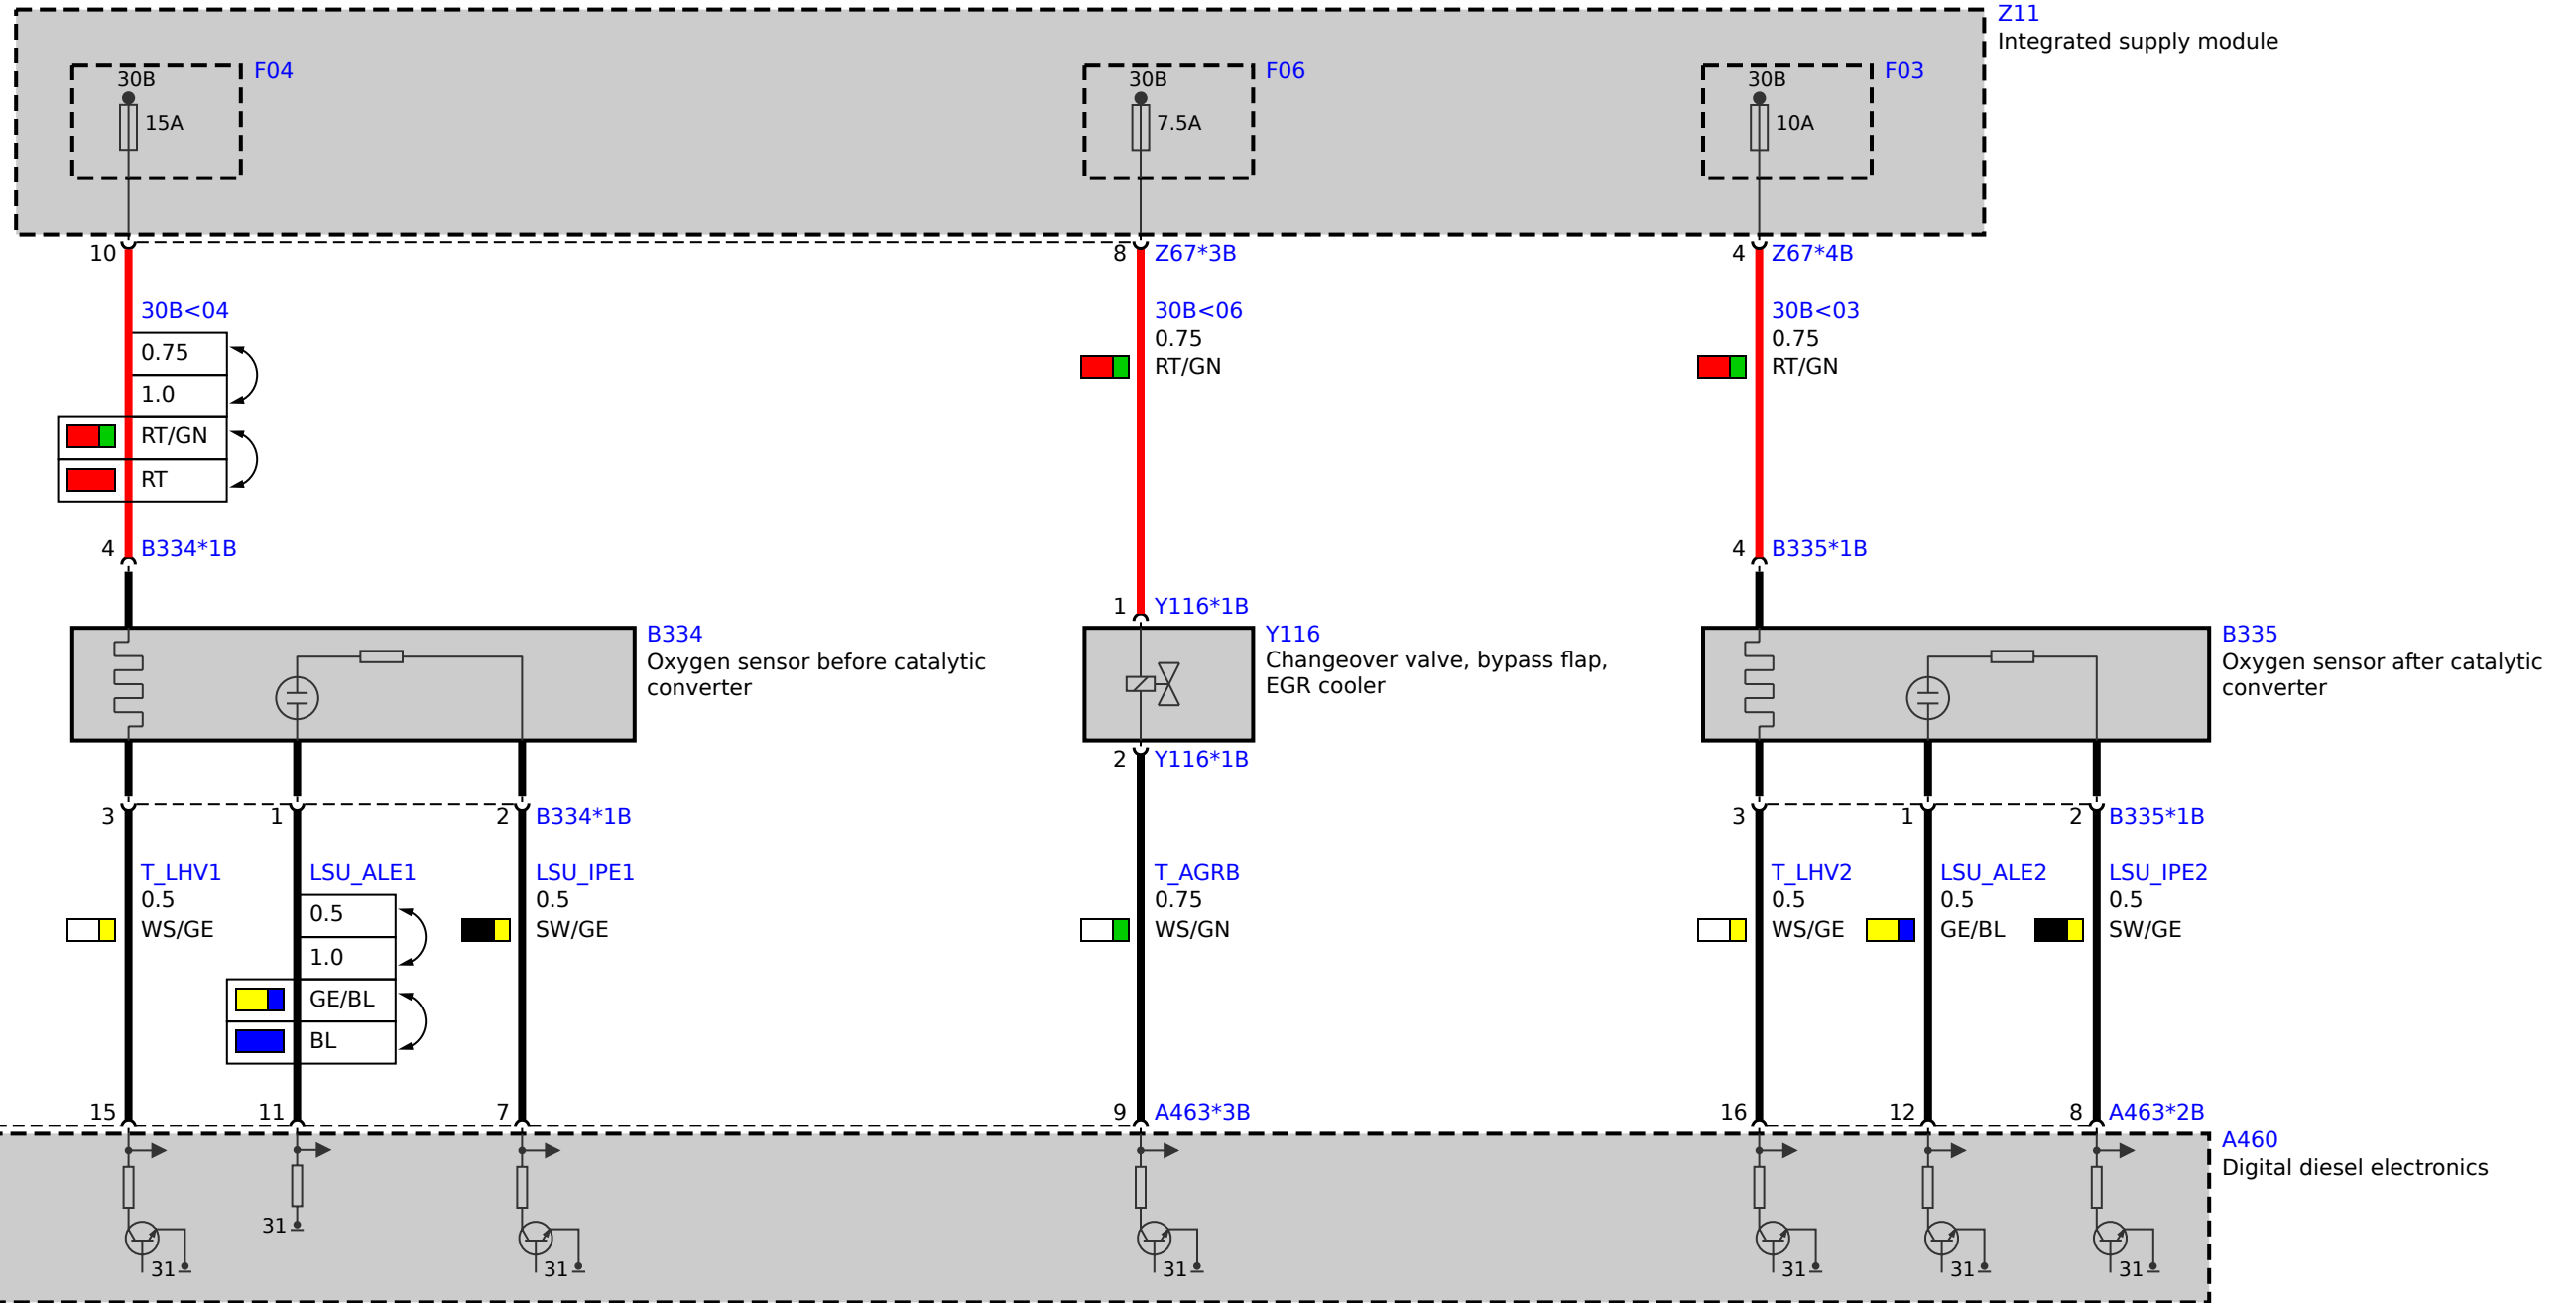 Z11
Integrated supply module
30B
F04
15A
30B
F06
7.5A
30B
F03
10A
10
8
Z67*3B
4
Z67*4B
30B<04
0.75
1.0
RT/GN
RT
30B<06
0.75
RT/GN
30B<03
0.75
RT/GN
4
B334*1B
1
Y116*1B
4
B335*1B
B334
Oxygen sensor before catalytic
converter
Y116
Changeover valve, bypass flap,
EGR cooler
B335
Oxygen sensor after catalytic
converter
3
1
2
B334*1B
2
Y116*1B
3
1
2
B335*1B
T_LHV1
0.5
WS/GE
LSU_ALE1
0.5
1.0
GE/BL
BL
LSU_IPE1
0.5
SW/GE
T_AGRB
0.75
WS/GN
T_LHV2
0.5
WS/GE
LSU_ALE2
0.5
GE/BL
LSU_IPE2
0.5
SW/GE
15
11
7
9
A463*3B
16
12
8
A463*2B
A460
Digital diesel electronics
31
31
31
31
31
31
31